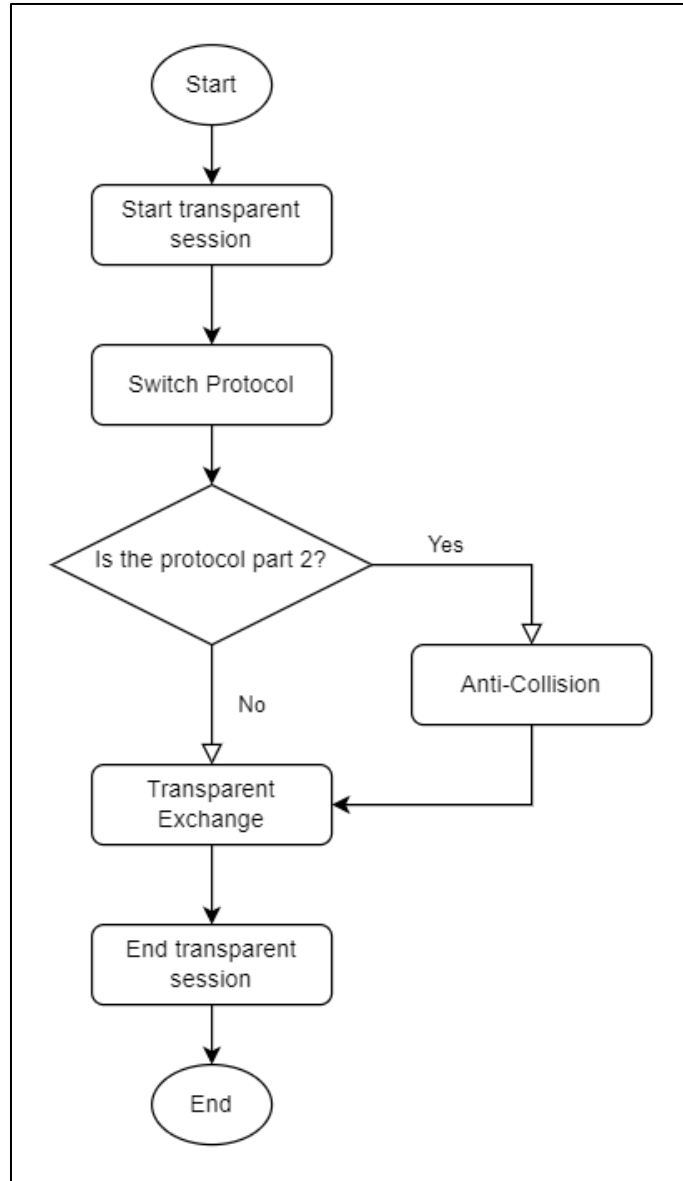 Start
Start transparent
session
Switch Protocol
Is the protocol part 2?
Yes
Anti-Collision
No
Transparent
Exchange
End transparent
session
End